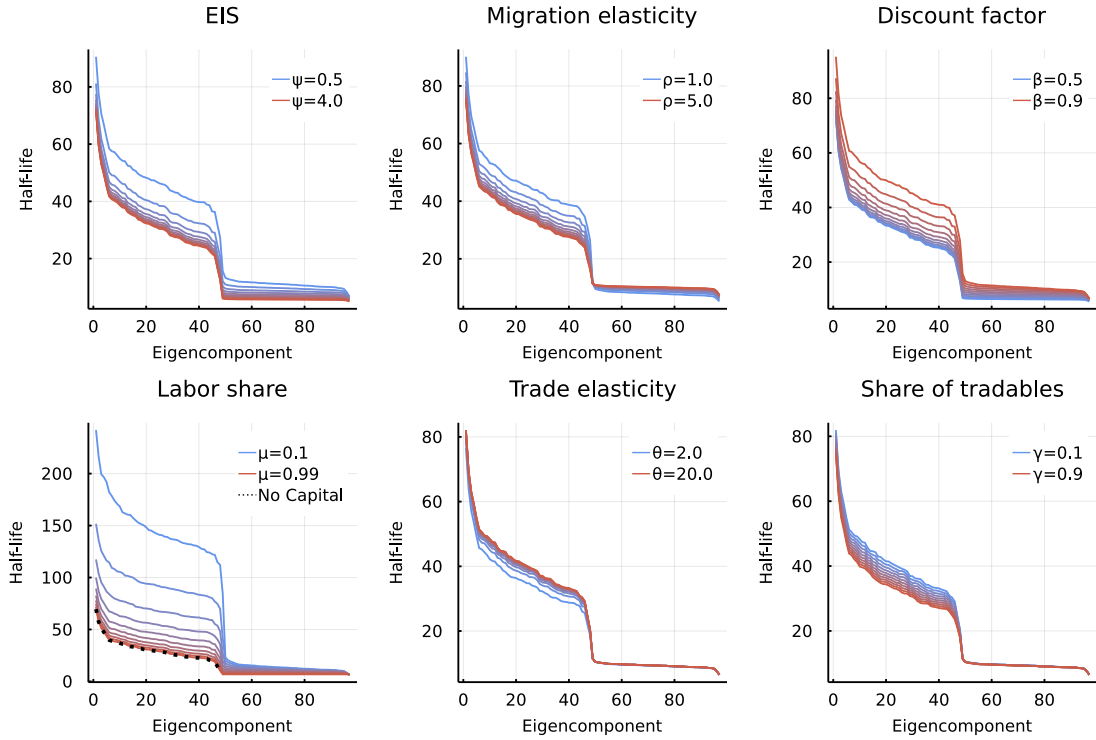 EIS
Half-life
80
60
40
20
ψ=0.5
ψ=4.0
0 20 40 60 80
Eigencomponent
Migration elasticity
Half-life
80
60
40
20
ρ=1.0
ρ=5.0
0 20 40 60 80
Eigencomponent
Discount factor
Half-life
80
60
40
20
β=0.5
β=0.9
0 20 40 60 80
Eigencomponent
Labor share
Half-life
200
150
100
50
0
μ=0.1
μ=0.99
No Capital
0 20 40 60 80
Eigencomponent
Trade elasticity
Half-life
80
60
40
20
θ=2.0
θ=20.0
0 20 40 60 80
Eigencomponent
Share of tradables
Half-life
80
60
40
20
γ=0.1
γ=0.9
0 20 40 60 80
Eigencomponent